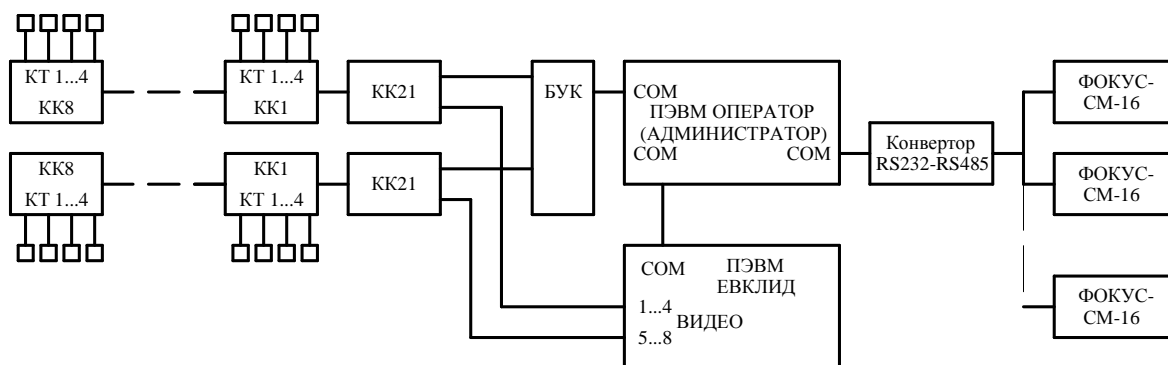 КТ 1...4
КК8
КТ 1...4
КК1
КК21
БУК
СОМ
ПЭВМ ОПЕРАТОР
(АДМИНИСТРАТОР)
СОМ СОМ
Конвертор
RS232-RS485
ФОКУС-
СМ-16
КК8
КТ 1...4
КК1
КТ 1...4
КК21
ФОКУС-
СМ-16
СОМ ПЭВМ
ЕВКЛИД
1...4
ВИДЕО
5...8
ФОКУС-
СМ-16